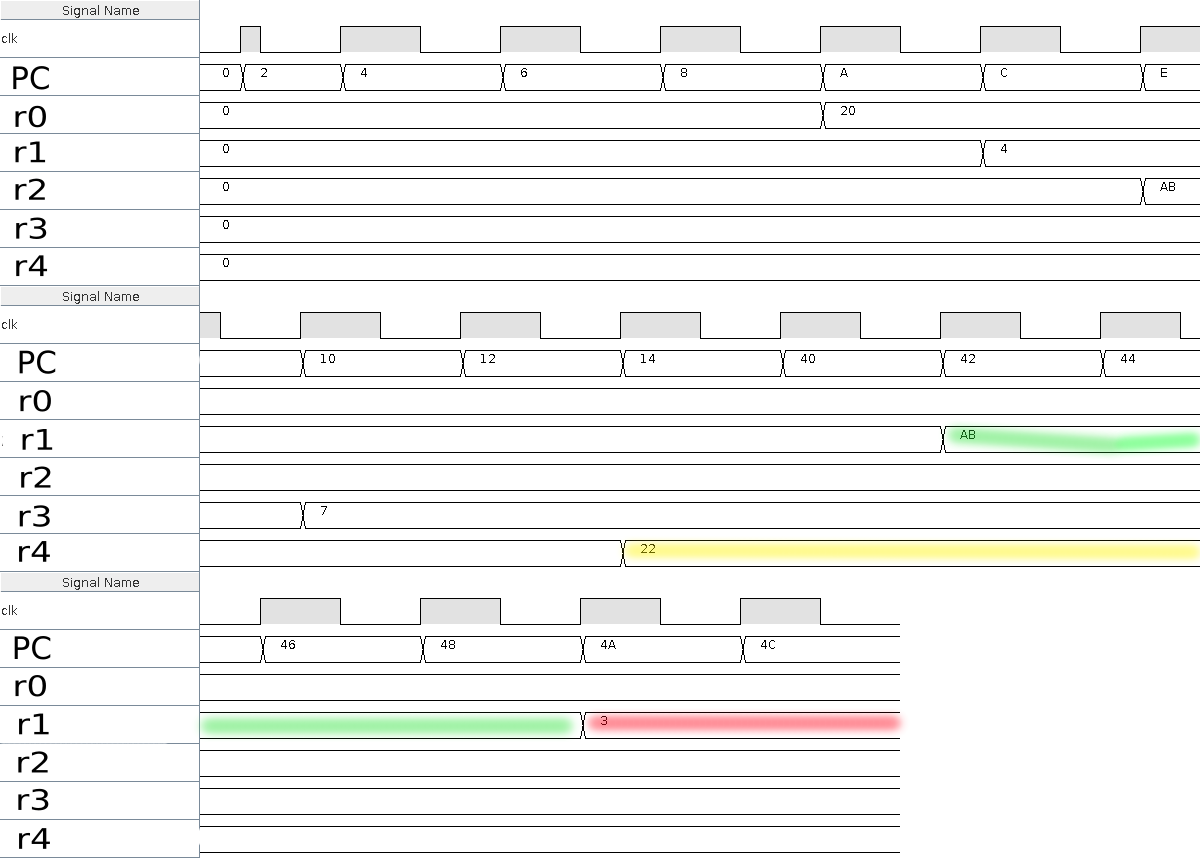 Signal Name
clk
PC 0 2 4 6 8 A C E
r0 0 20
r1 0 4
r2 0 AB
r3 0
r4 0
Signal Name
clk
PC 10 12 14 40 42 44
r0
r1 AB
r2
r3 7
r4 22
Signal Name
clk
PC 46 48 4A 4C
r0
r1 3
r2
r3
r4